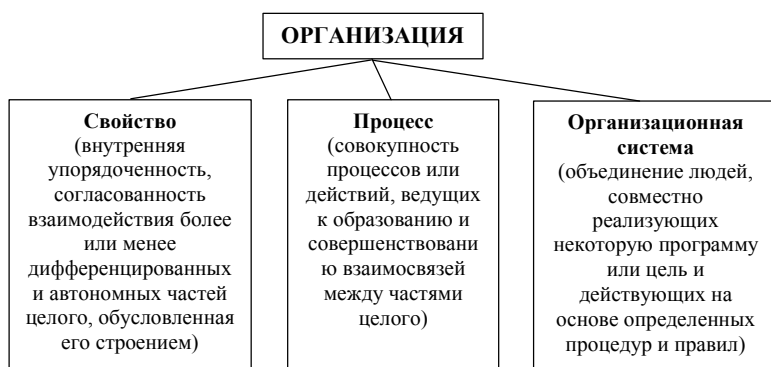 ОРГАНИЗАЦИЯ
Свойство
(внутренняя
упорядоченность,
согласованность
взаимодействия более
или менее
дифференцированных
и автономных частей
целого, обусловленная
его строением)
Процесс
(совокупность
процессов или
действий, ведущих
к образованию и
совершенствовани
ю взаимосвязей
между частями
целого)
Организационная
система
(объединение людей,
совместно
реализующих
некоторую программу
или цель и
действующих на
основе определенных
процедур и правил)